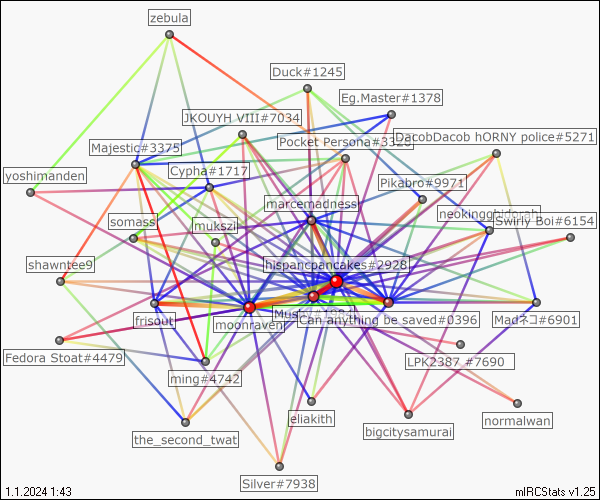 zebula
Duck#1245
Eg.Master#1378
JKOUYH VIII#7034
Pocket Persona#3323
DacobDacob hORNY police#5271
Majestic#3375
Cypha#1717
yoshimanden
Pikabro#9971
marcemadness
neokingghidorah
Swirly Boi#6154
somass
mukszi
shawntee9
hispancpancakes#2928
frisout
moonraven
Can anything be saved#0396
Madネコ#6901
Fedora Stoat#4479
LPK2387 #7690
ming#4742
eliakith
normalwan
bigcitysamurai
the_second_twat
Silver#7938
1.1.2024 1:43
mIRCStats v1.25